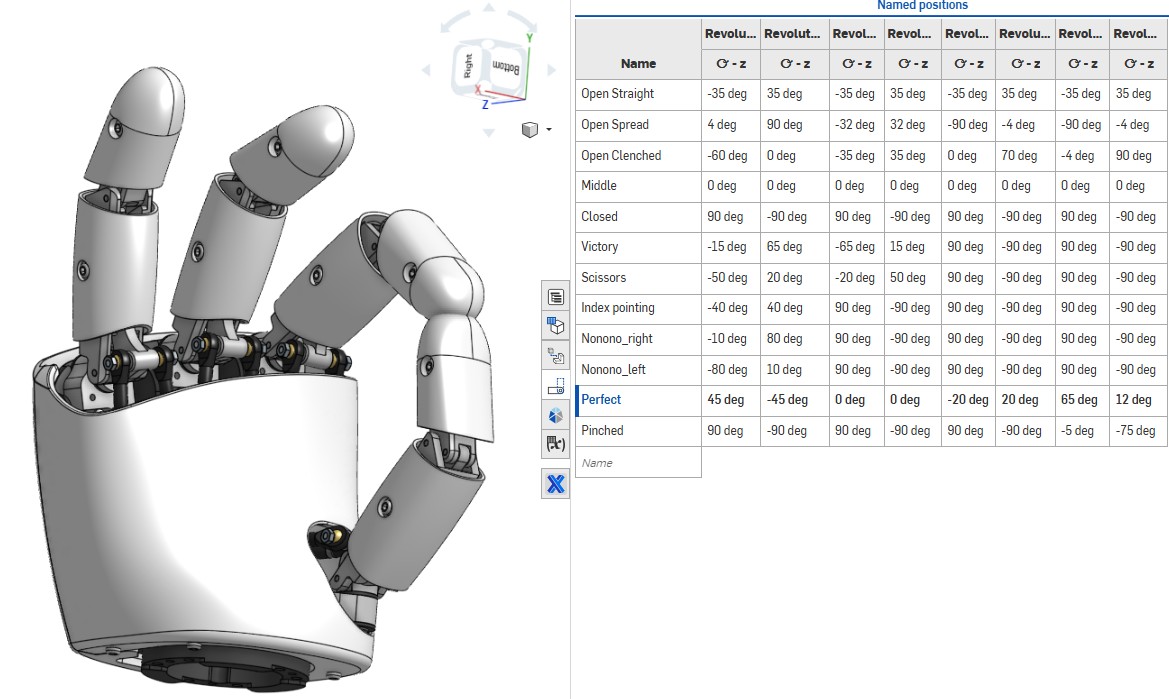 Named positions
Name Revolu... Revolut... Revol... Revol... Revol... Revolu... Revol... Revol...
- z - z - z - z - z - z - z - z
Open Straight -35 deg 35 deg -35 deg 35 deg -35 deg 35 deg -35 deg 35 deg
Open Spread 4 deg 90 deg -32 deg 32 deg -90 deg -4 deg -90 deg -4 deg
Open Clenched -60 deg 0 deg -35 deg 35 deg 0 deg 70 deg -4 deg 90 deg
Middle 0 deg 0 deg 0 deg 0 deg 0 deg 0 deg 0 deg 0 deg
Closed 90 deg -90 deg 90 deg -90 deg 90 deg -90 deg 90 deg -90 deg
Victory -15 deg 65 deg -65 deg 15 deg 90 deg -90 deg 90 deg -90 deg
Scissors -50 deg 20 deg -20 deg 50 deg 90 deg -90 deg 90 deg -90 deg
Index pointing -40 deg 40 deg 90 deg -90 deg 90 deg -90 deg 90 deg -90 deg
Nonono_right -10 deg 80 deg 90 deg -90 deg 90 deg -90 deg 90 deg -90 deg
Nonono_left -80 deg 10 deg 90 deg -90 deg 90 deg -90 deg 90 deg -90 deg
Perfect 45 deg -45 deg 0 deg 0 deg -20 deg 20 deg 65 deg 12 deg
Pinched 90 deg -90 deg 90 deg -90 deg 90 deg -90 deg -5 deg -75 deg
Name
Y
Right
Bottom
X
Z
(x)